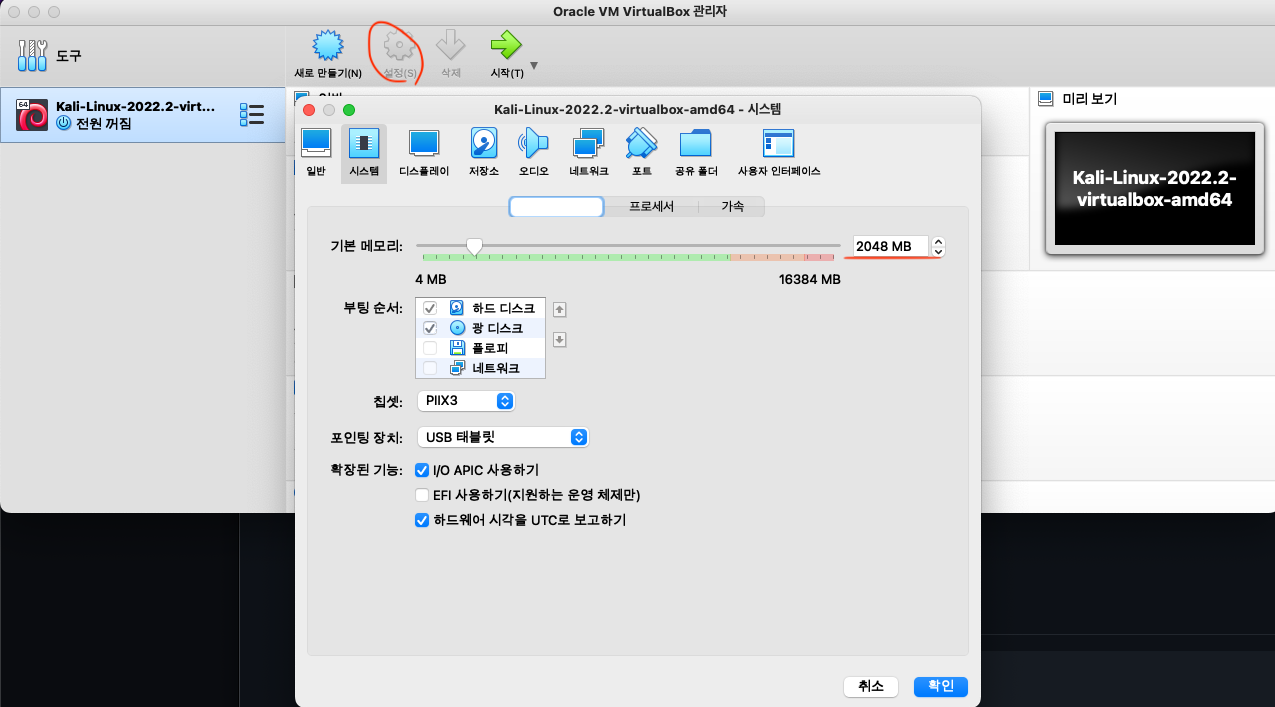 Oracle VM VirtualBox 관리자
도구
새로 만들기(N)
설정(S)
삭제
시작(T)
64
Kali-Linux-2022.2-virt...
전원 꺼짐
미리 보기
Kali-Linux-2022.2-
virtualbox-amd64
Kali-Linux-2022.2-virtualbox-amd64 - 시스템
일반
시스템
디스플레이
저장소
오디오
네트워크
포트
공유 폴더
사용자 인터페이스
프로세서
가속
기본 메모리:
2048 MB
4 MB
16384 MB
부팅 순서:
하드 디스크
광 디스크
플로피
네트워크
칩셋:
PIIX3
포인팅 장치:
USB 태블릿
확장된 기능:
I/O APIC 사용하기
EFI 사용하기(지원하는 운영 체제만)
하드웨어 시각을 UTC로 보고하기
취소
확인